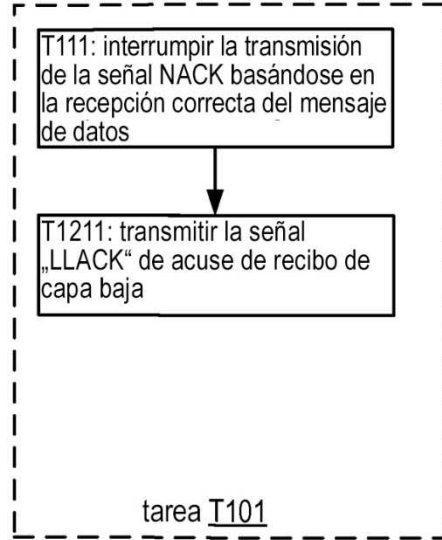 T111: interrumpir la transmisión
de la señal NACK basándose en
la recepción correcta del mensaje
de datos
T1211: transmitir la señal
„LLACK“ de acuse de recibo de
capa baja
tarea T101